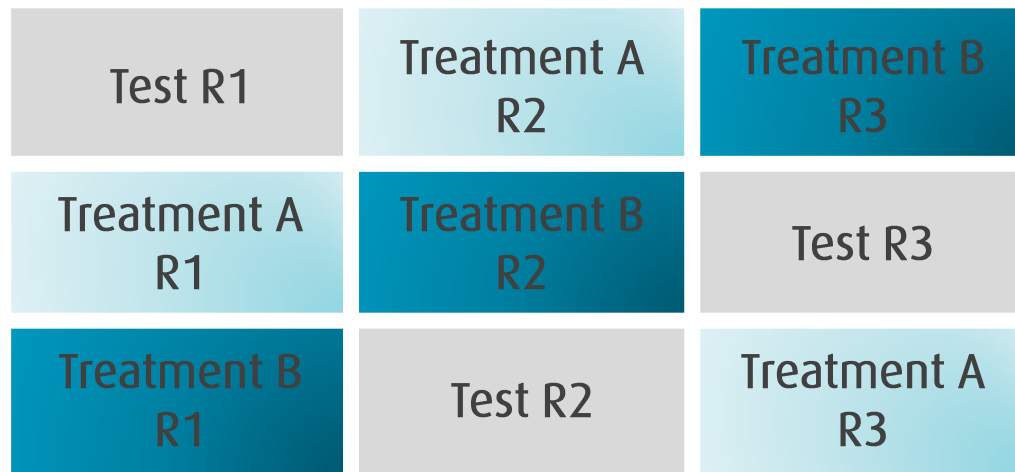 Test R1
Treatment A
R2
Treatment B
R3
Treatment A
R1
Treatment B
R2
Test R3
Treatment B
R1
Test R2
Treatment A
R3